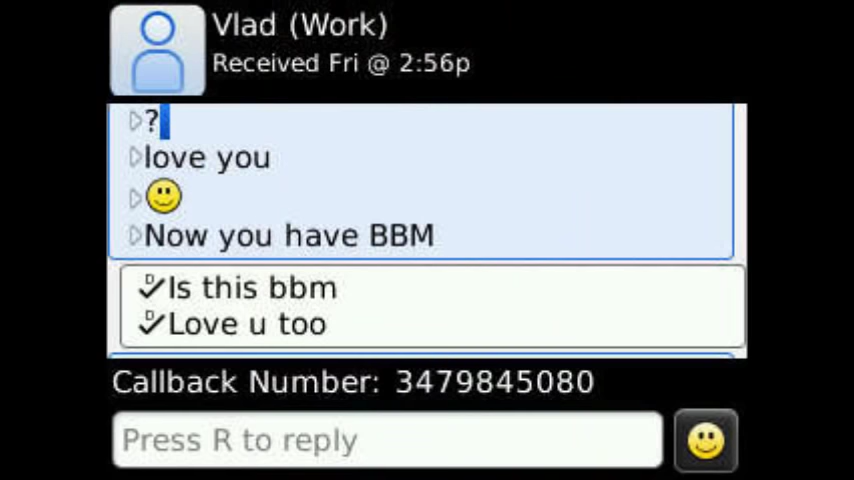 Vlad (Work)
Received Fri @ 2:56p
?
love you
Now you have BBM
Is this bbm
Love u too
Callback Number: 3479845080
Press R to reply